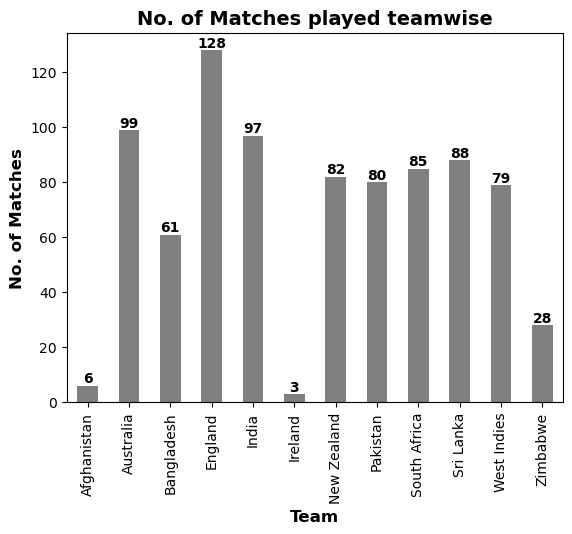 No. of Matches played teamwise
No. of Matches
120
100
80
60
40
20
0
6
99
61
128
97
3
82
80
85
88
79
28
Afghanistan
Australia
Bangladesh
England
India
Ireland
New Zealand
Pakistan
South Africa
Sri Lanka
West Indies
Zimbabwe
Team